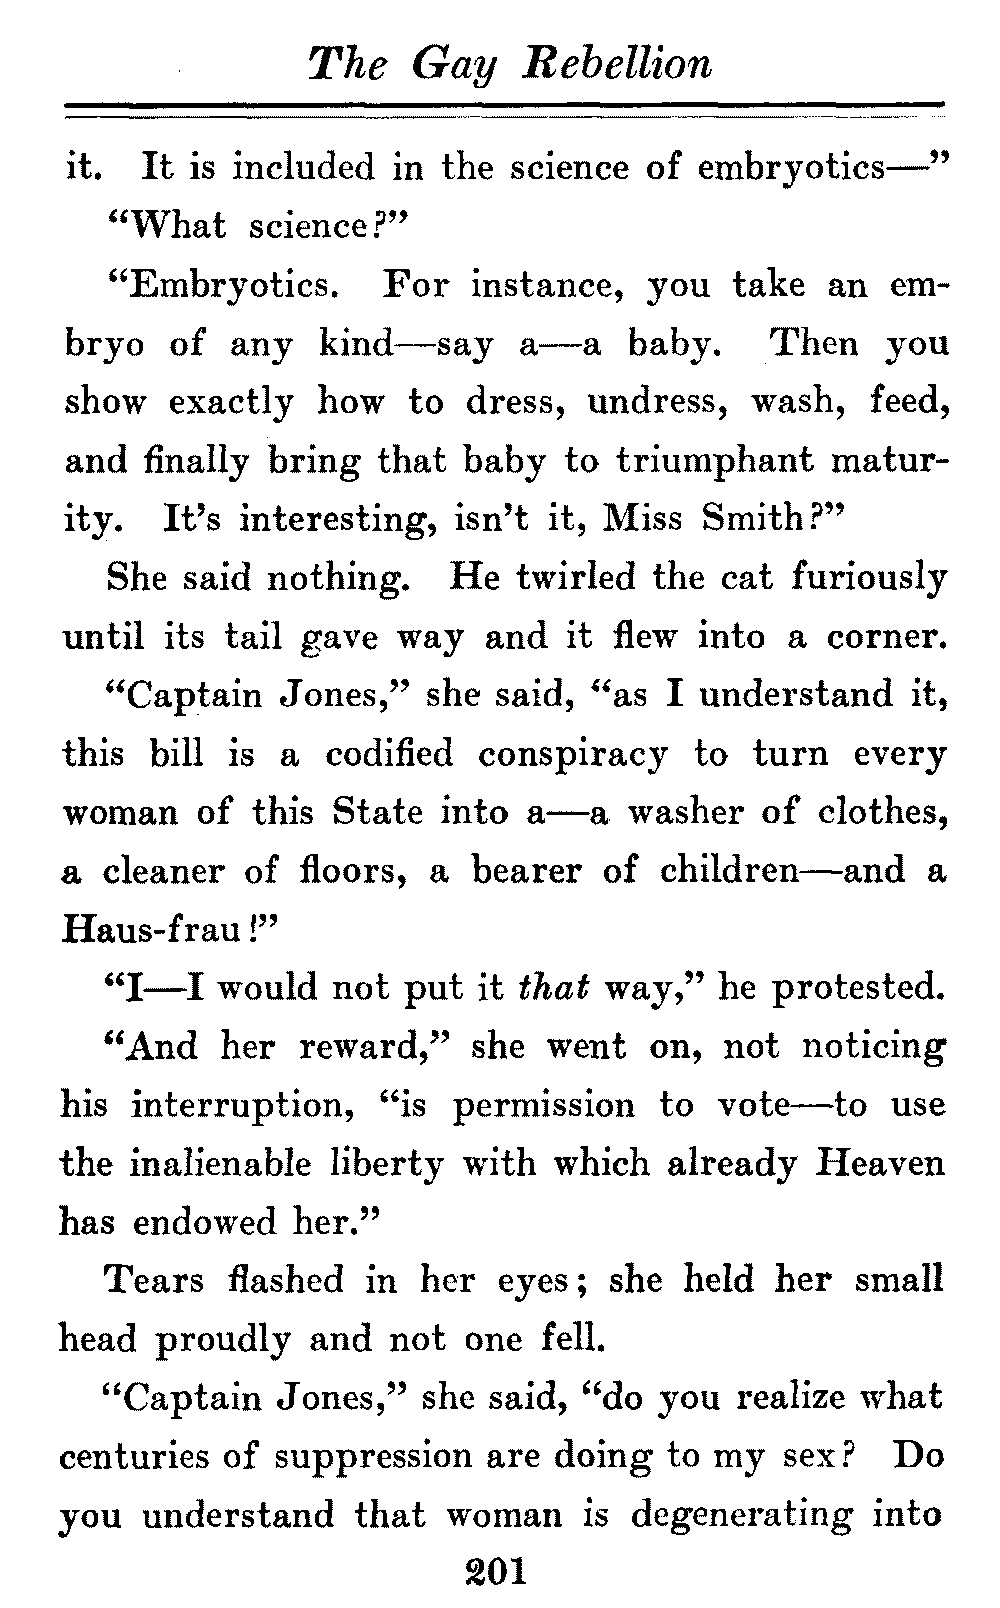 The Gay Rebellion
it. It is included in the science of embryotics—”
“What science?”
“Embryotics. For instance, you take an em-
bryo of any kind—say a—a baby. Then you
show exactly how to dress, undress, wash, feed,
and finally bring that baby to triumphant matur-
ity. It’s interesting, isn’t it, Miss Smith?”
She said nothing. He twirled the cat furiously
until its tail gave way and it flew into a corner.
“Captain Jones,” she said, “as I understand it,
this bill is a codified conspiracy to turn every
woman of this State into a—a washer of clothes,
a cleaner of floors, a bearer of children—and a
Haus-frau!”
“I—I would not put it that way,” he protested.
“And her reward,” she went on, not noticing
his interruption, “is permission to vote—to use
the inalienable liberty with which already Heaven
has endowed her.”
Tears flashed in her eyes; she held her small
head proudly and not one fell.
“Captain Jones,” she said, “do you realize what
centuries of suppression are doing to my sex? Do
you understand that woman is degenerating into
201